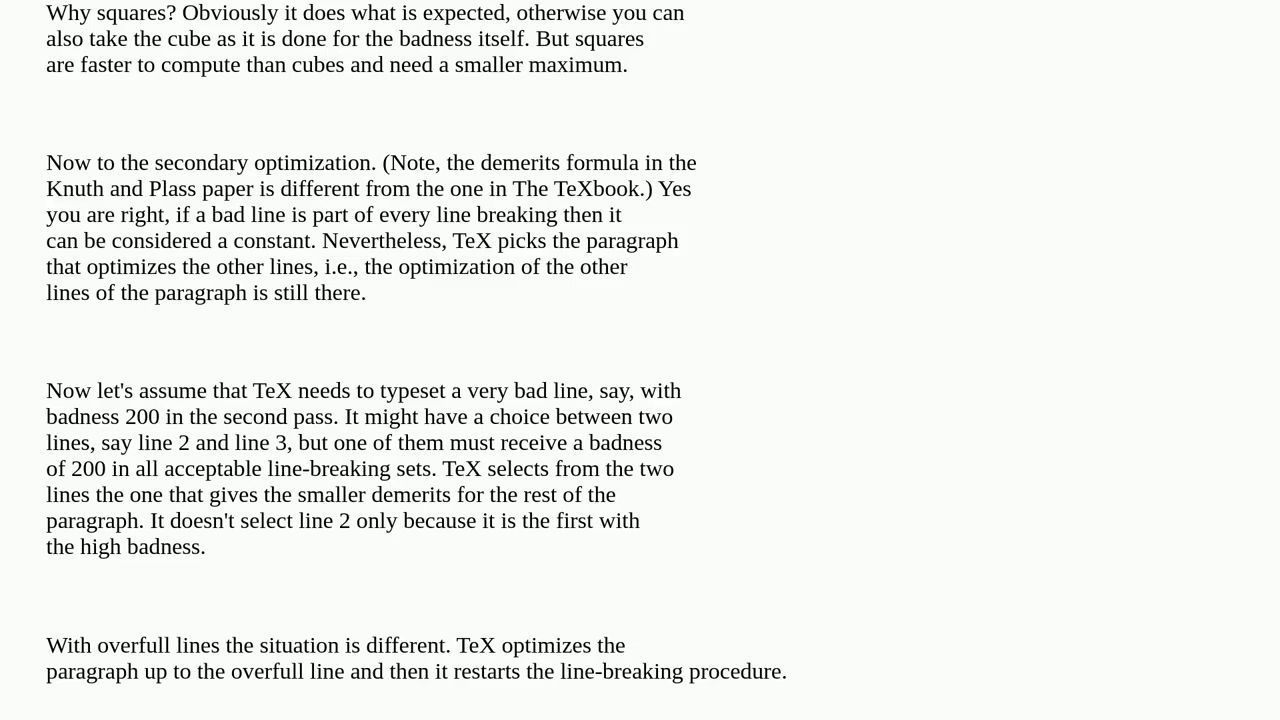 Why squares? Obviously it does what is expected, otherwise you can
also take the cube as it is done for the badness itself. But squares
are faster to compute than cubes and need a smaller maximum.
Now to the secondary optimization. (Note, the demerits formula in the
Knuth and Plass paper is different from the one in The TeXbook.) Yes
you are right, if a bad line is part of every line breaking then it
can be considered a constant. Nevertheless, TeX picks the paragraph
that optimizes the other lines, i.e., the optimization of the other
lines of the paragraph is still there.
Now let's assume that TeX needs to typeset a very bad line, say, with
badness 200 in the second pass. It might have a choice between two
lines, say line 2 and line 3, but one of them must receive a badness
of 200 in all acceptable line-breaking sets. TeX selects from the two
lines the one that gives the smaller demerits for the rest of the
paragraph. It doesn't select line 2 only because it is the first with
the high badness.
With overfull lines the situation is different. TeX optimizes the
paragraph up to the overfull line and then it restarts the line-breaking procedure.